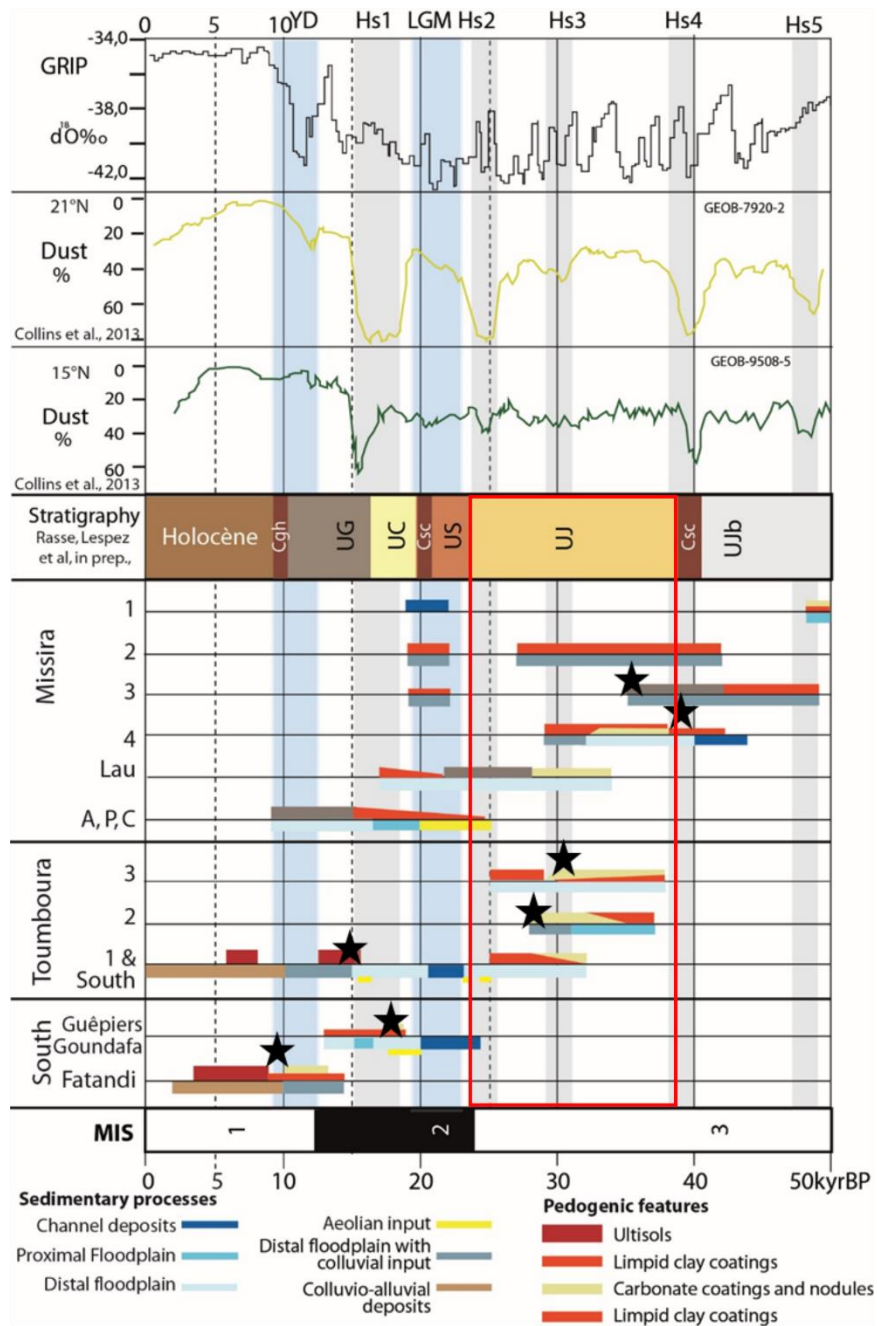 0 5 10 YD Hs1 LGM Hs2 Hs3 Hs4 Hs5
-34,0
GRIP
-38,0
d18O‰
-42,0
21°N 0 GEOB-7920-2
20
Dust
%
40
60
Collins et al., 2013
15°N 0 GEOB-9508-5
20
Dust
%
40
60
Collins et al., 2013
Stratigraphy
Rasse, Lespez
et al, in prep.,
Holocène Cgh UG UC Csc US UJ Csc UJb
Missira
1
2
3
4
Lau
A, P, C
Toumboura
3
2
1 &
South
South
Guêpiers
Goundafa
Fatandi
MIS 1 2 3
0 5 10 20 30 40 50kyrBP
Sedimentary processes
Channel deposits
Proximal Floodplain
Distal floodplain
Aeolian input
Distal floodplain with
colluvial input
Colluvio-alluvial
deposits
Pedogenic features
Ultisols
Limpid clay coatings
Carbonate coatings and nodules
Limpid clay coatings